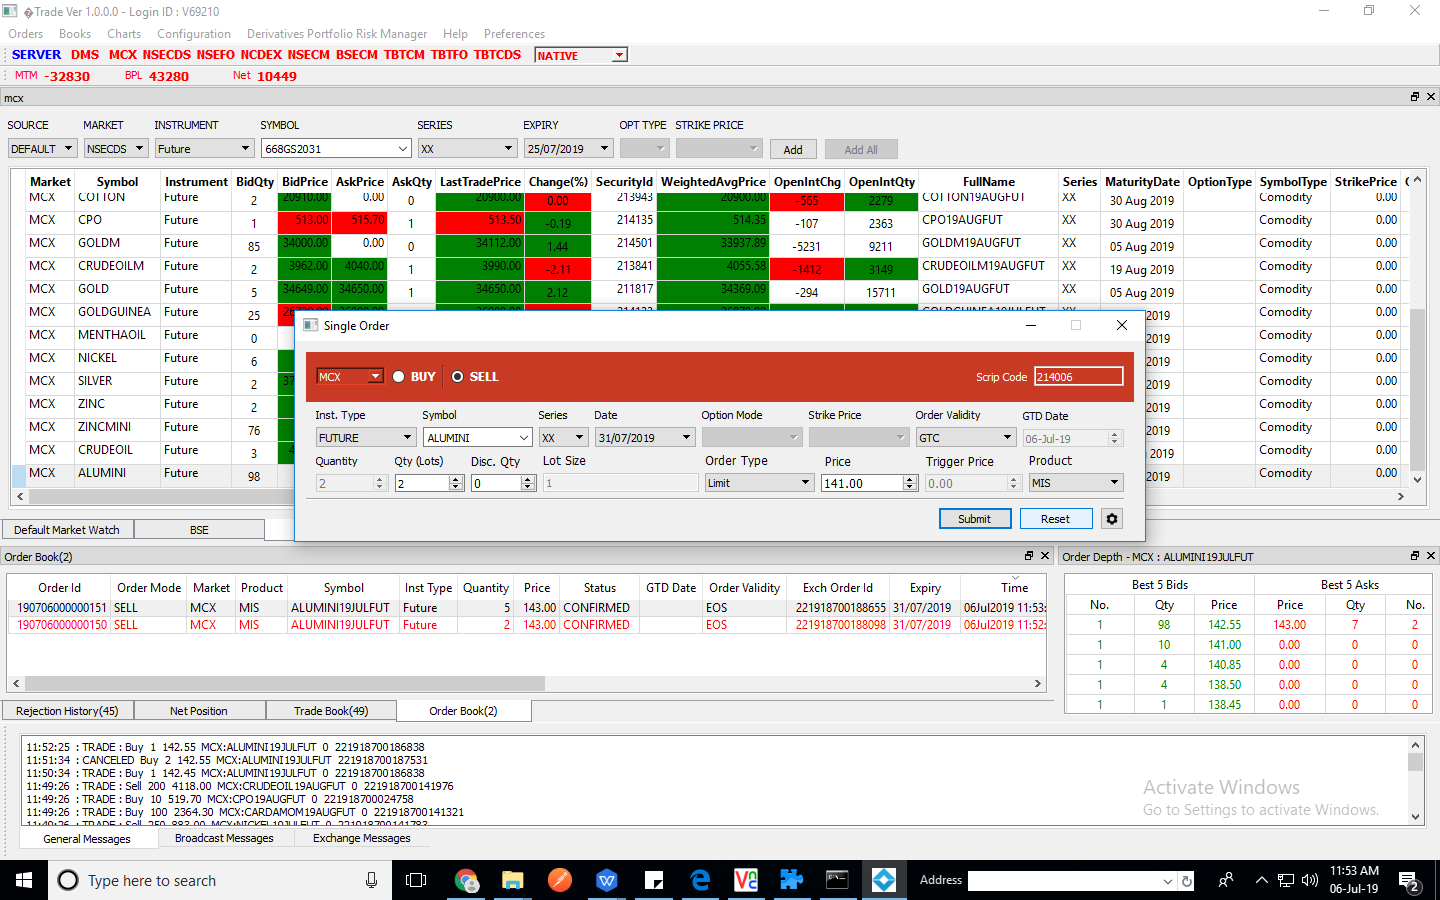 �Trade Ver 1.0.0.0 - Login ID : V69210
Orders Books Charts Configuration Derivatives Portfolio Risk Manager Help Preferences
SERVER DMS MCX NSECDS NSEFO NCDEX NSECM BSECM TBTCM TBTFO TBTCDS NATIVE
MTM -32830 BPL 43280 Net 10449
mcx
SOURCE MARKET INSTRUMENT SYMBOL SERIES EXPIRY OPT TYPE STRIKE PRICE
DEFAULT NSECDS Future 668GS2031 XX 25/07/2019 Add Add All
Market Symbol Instrument BidQty BidPrice AskPrice AskQty LastTradePrice Change(%) SecurityId WeightedAvgPrice OpenIntChg OpenIntQty FullName Series MaturityDate OptionType SymbolType StrikePrice
MCX COTTON Future 2 20910.00 0.00 0 20900.00 0.00 213943 20900.00 -565 2279 COTTON19AUGFUT XX 30 Aug 2019 Comodity 0.00
MCX CPO Future 1 513.00 515.70 1 513.50 -0.19 214135 514.35 -107 2363 CPO19AUGFUT XX 30 Aug 2019 Comodity 0.00
MCX GOLDM Future 85 34000.00 0.00 0 34112.00 1.44 214501 33937.89 -5231 9211 GOLDM19AUGFUT XX 05 Aug 2019 Comodity 0.00
MCX CRUDEOILM Future 2 3962.00 4040.00 1 3990.00 -2.11 213841 4055.58 -1412 3149 CRUDEOILM19AUGFUT XX 19 Aug 2019 Comodity 0.00
MCX GOLD Future 5 34649.00 34650.00 1 34650.00 2.12 211817 34369.09 -294 15711 GOLD19AUGFUT XX 05 Aug 2019 Comodity 0.00
MCX GOLDGUINEA Future 25 2019 Comodity 0.00
MCX MENTHAOIL Future 0 2019 Comodity 0.00
MCX NICKEL Future 6 2019 Comodity 0.00
MCX SILVER Future 2 2019 Comodity 0.00
MCX ZINC Future 2 2019 Comodity 0.00
MCX ZINCMINI Future 76 2019 Comodity 0.00
MCX CRUDEOIL Future 3 2019 Comodity 0.00
MCX ALUMINI Future 98 2019 Comodity 0.00
Single Order
MCX BUY SELL Scrip Code 214006
Inst. Type Symbol Series Date Option Mode Strike Price Order Validity GTD Date
FUTURE ALUMINI XX 31/07/2019 GTC 06-Jul-19
Quantity Qty (Lots) Disc. Qty Lot Size Order Type Price Trigger Price Product
2 2 0 1 Limit 141.00 0.00 MIS
Submit Reset
Default Market Watch BSE
Order Book(2)
Order Id Order Mode Market Product Symbol Inst Type Quantity Price Status GTD Date Order Validity Exch Order Id Expiry Time
190706000000151 SELL MCX MIS ALUMINI19JULFUT Future 5 143.00 CONFIRMED EOS 221918700188655 31/07/2019 06Jul2019 11:53:
190706000000150 SELL MCX MIS ALUMINI19JULFUT Future 2 143.00 CONFIRMED EOS 221918700188098 31/07/2019 06Jul2019 11:52:
Order Depth - MCX : ALUMINI19JULFUT
Best 5 Bids Best 5 Asks
No. Qty Price Price Qty No.
1 98 142.55 143.00 7 2
1 10 141.00 0.00 0 0
1 4 140.85 0.00 0 0
1 4 138.50 0.00 0 0
1 1 138.45 0.00 0 0
Rejection History(45) Net Position Trade Book(49) Order Book(2)
11:52:25 : TRADE : Buy 1 142.55 MCX:ALUMINI19JULFUT 0 221918700186838
11:51:34 : CANCELED Buy 2 142.55 MCX:ALUMINI19JULFUT 221918700187531
11:50:34 : TRADE : Buy 1 142.45 MCX:ALUMINI19JULFUT 0 221918700186838
11:49:26 : TRADE : Sell 200 4118.00 MCX:CRUDEOIL19AUGFUT 0 221918700141976
11:49:26 : TRADE : Buy 10 519.70 MCX:CPO19AUGFUT 0 221918700024758
11:49:26 : TRADE : Buy 100 2364.30 MCX:CARDAMOM19AUGFUT 0 221918700141321
11:49:26 : TRADE : Sell 250 883.00 MCX:NICKEL19JULFUT 0 221918700141783
General Messages Broadcast Messages Exchange Messages
Activate Windows
Go to Settings to activate Windows.
Type here to search
Address
11:53 AM
06-Jul-19
2